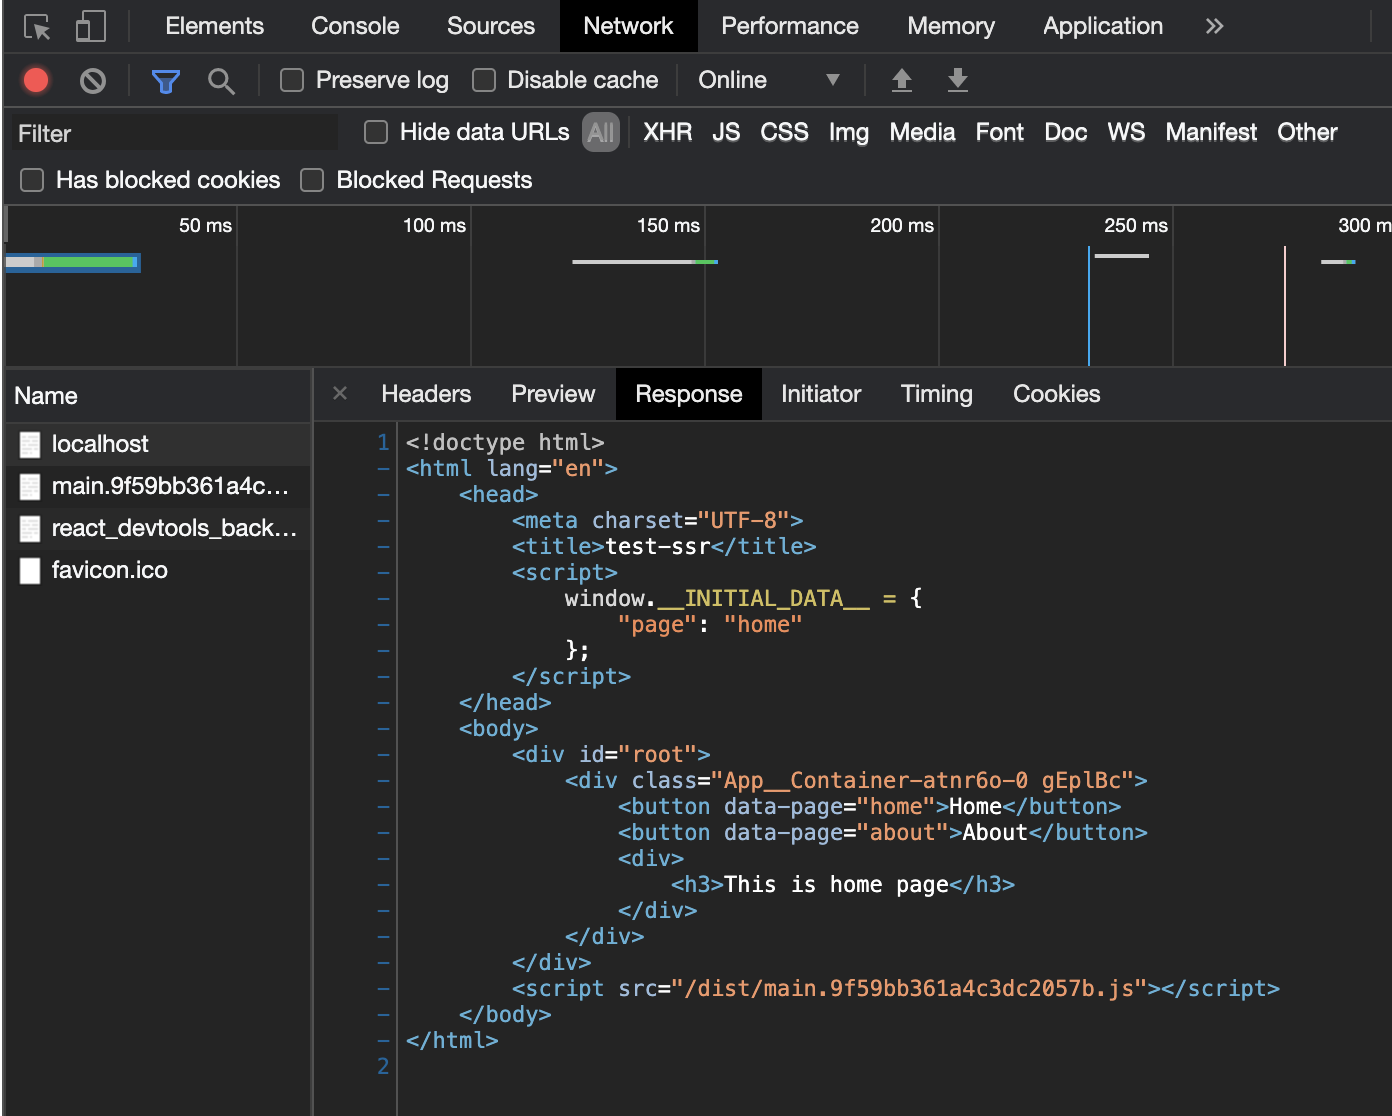 Elements Console Sources Network Performance Memory Application »
Preserve log Disable cache Online ▼
Filter Hide data URLs All XHR JS CSS Img Media Font Doc WS Manifest Other
Has blocked cookies Blocked Requests
50 ms 100 ms 150 ms 200 ms 250 ms 300 m
Name × Headers Preview Response Initiator Timing Cookies
localhost
main.9f59bb361a4c...
react_devtools_back...
favicon.ico
1 <!doctype html>
- <html lang="en">
-     <head>
-         <meta charset="UTF-8">
-         <title>test-ssr</title>
-         <script>
-             window.__INITIAL_DATA__ = {
-                 "page": "home"
-             };
-         </script>
-     </head>
-     <body>
-         <div id="root">
-             <div class="App__Container-atnr6o-0 gEplBc">
-                 <button data-page="home">Home</button>
-                 <button data-page="about">About</button>
-                 <div>
-                     <h3>This is home page</h3>
-                 </div>
-             </div>
-         </div>
-         <script src="/dist/main.9f59bb361a4c3dc2057b.js"></script>
-     </body>
- </html>
2